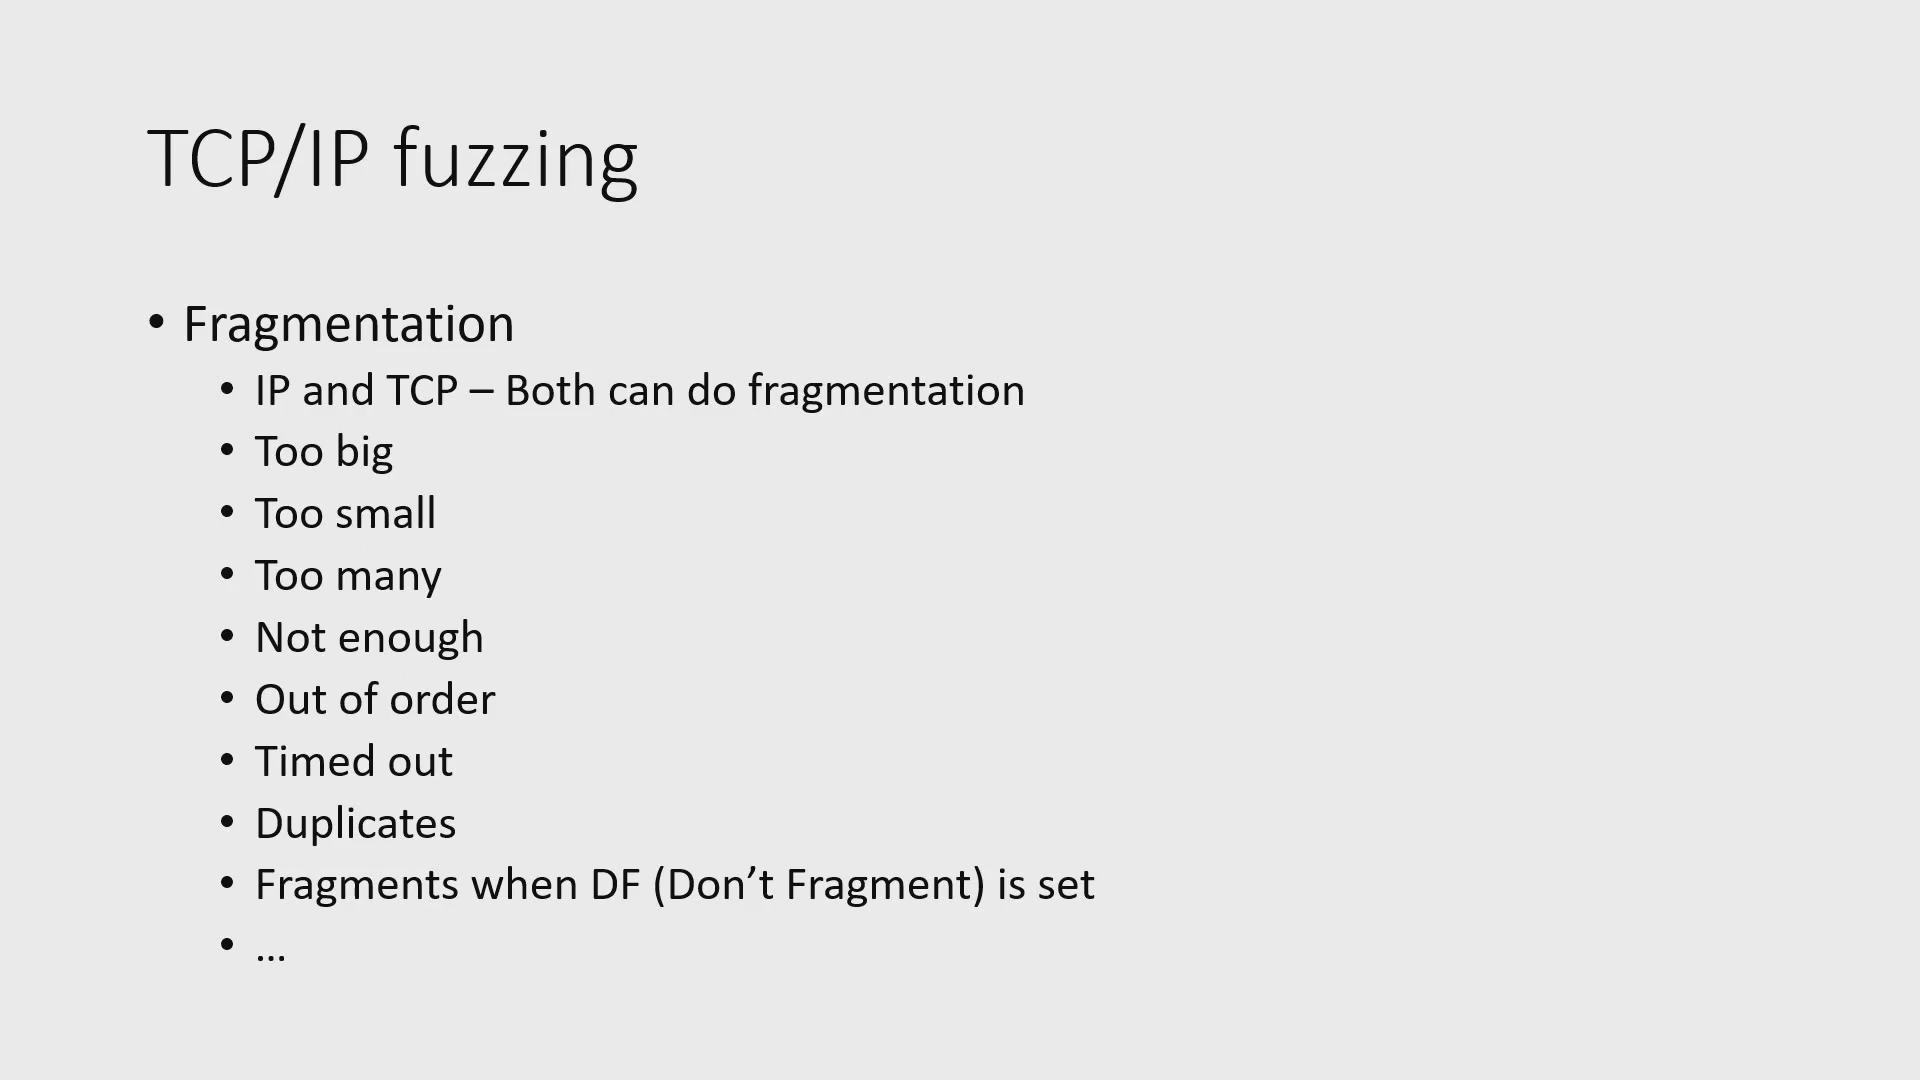 TCP/IP fuzzing
• Fragmentation
• IP and TCP – Both can do fragmentation
• Too big
• Too small
• Too many
• Not enough
• Out of order
• Timed out
• Duplicates
• Fragments when DF (Don’t Fragment) is set
• ...